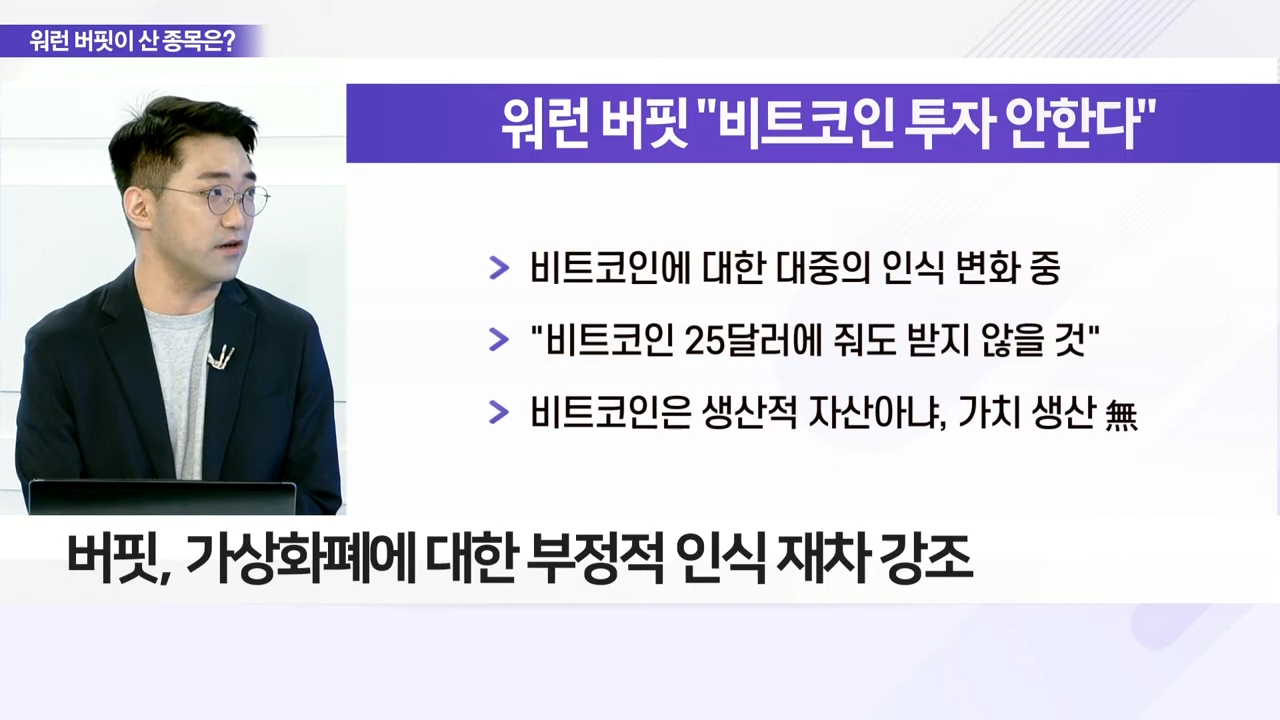 워런 버핏이 산 종목은?
워런 버핏 "비트코인 투자 안한다"
> 비트코인에 대한 대중의 인식 변화 중
> "비트코인 25달러에 줘도 받지 않을 것"
> 비트코인은 생산적 자산아냐, 가치 생산 無
버핏, 가상화폐에 대한 부정적 인식 재차 강조